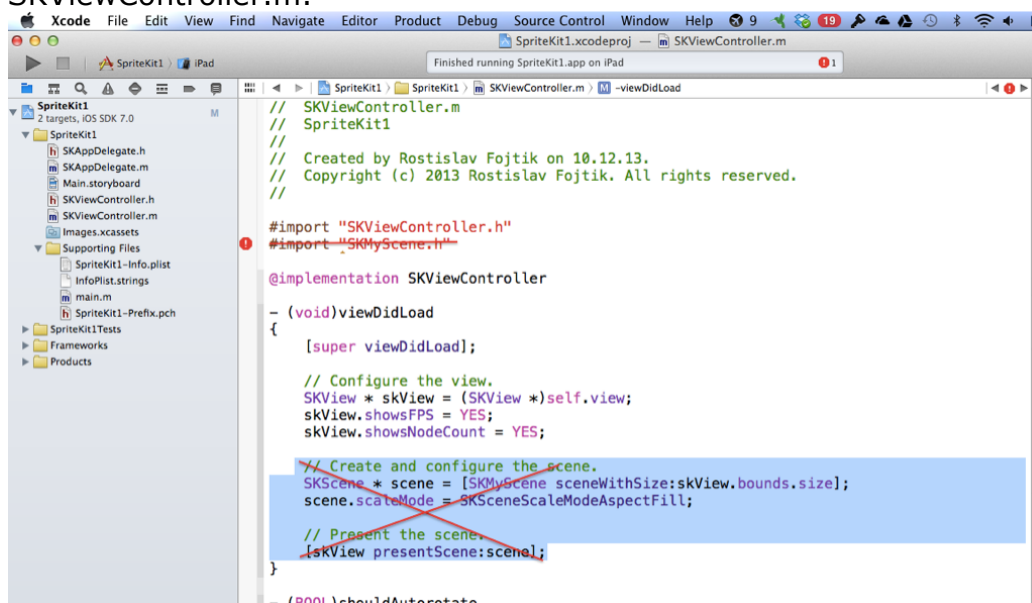 SKViewController.m.
Xcode File Edit View Find Navigate Editor Product Debug Source Control Window Help 9 19
SpriteKit1.xcodeproj — SKViewController.m
SpriteKit1 〉 iPad
Finished running SpriteKit1.app on iPad
1
SpriteKit1 〉 SpriteKit1 〉 SKViewController.m 〉 M -viewDidLoad
SpriteKit1
2 targets, iOS SDK 7.0
M
SpriteKit1
SKAppDelegate.h
SKAppDelegate.m
Main.storyboard
SKViewController.h
SKViewController.m
Images.xcassets
Supporting Files
SpriteKit1-Info.plist
InfoPlist.strings
main.m
SpriteKit1-Prefix.pch
SpriteKit1Tests
Frameworks
Products
// SKViewController.m
// SpriteKit1
//
// Created by Rostislav Fojtik on 10.12.13.
// Copyright (c) 2013 Rostislav Fojtik. All rights reserved.
//
#import "SKViewController.h"
#import "SKMyScene.h"
@implementation SKViewController
- (void)viewDidLoad
{
[super viewDidLoad];
// Configure the view.
SKView * skView = (SKView *)self.view;
skView.showsFPS = YES;
skView.showsNodeCount = YES;
// Create and configure the scene.
SKScene * scene = [SKMyScene sceneWithSize:skView.bounds.size];
scene.scaleMode = SKSceneScaleModeAspectFill;
// Present the scene.
[skView presentScene:scene];
}
- (BOOL)shouldAutorotate